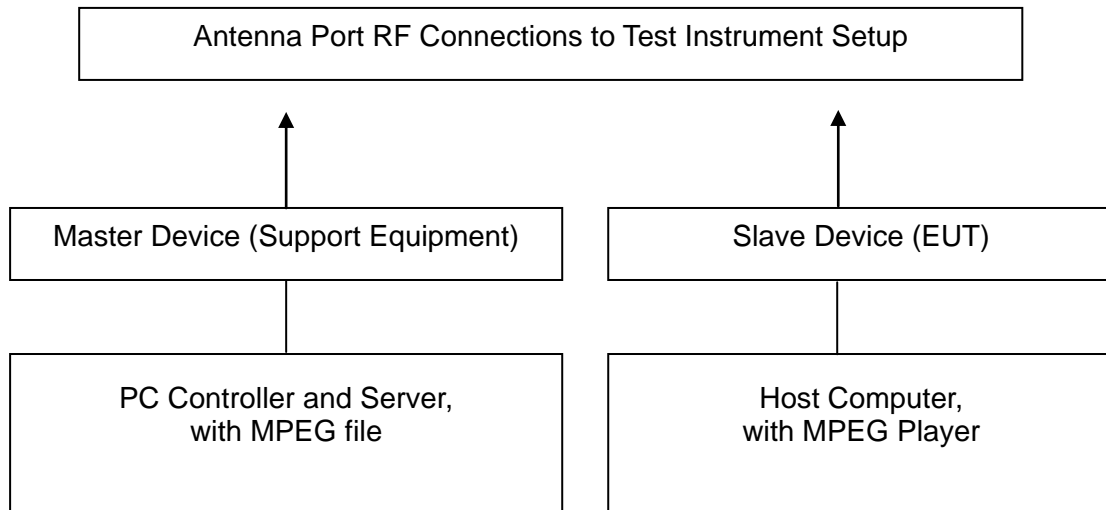 Antenna Port RF Connections to Test Instrument Setup
Master Device (Support Equipment)
Slave Device (EUT)
PC Controller and Server,
with MPEG file
Host Computer,
with MPEG Player